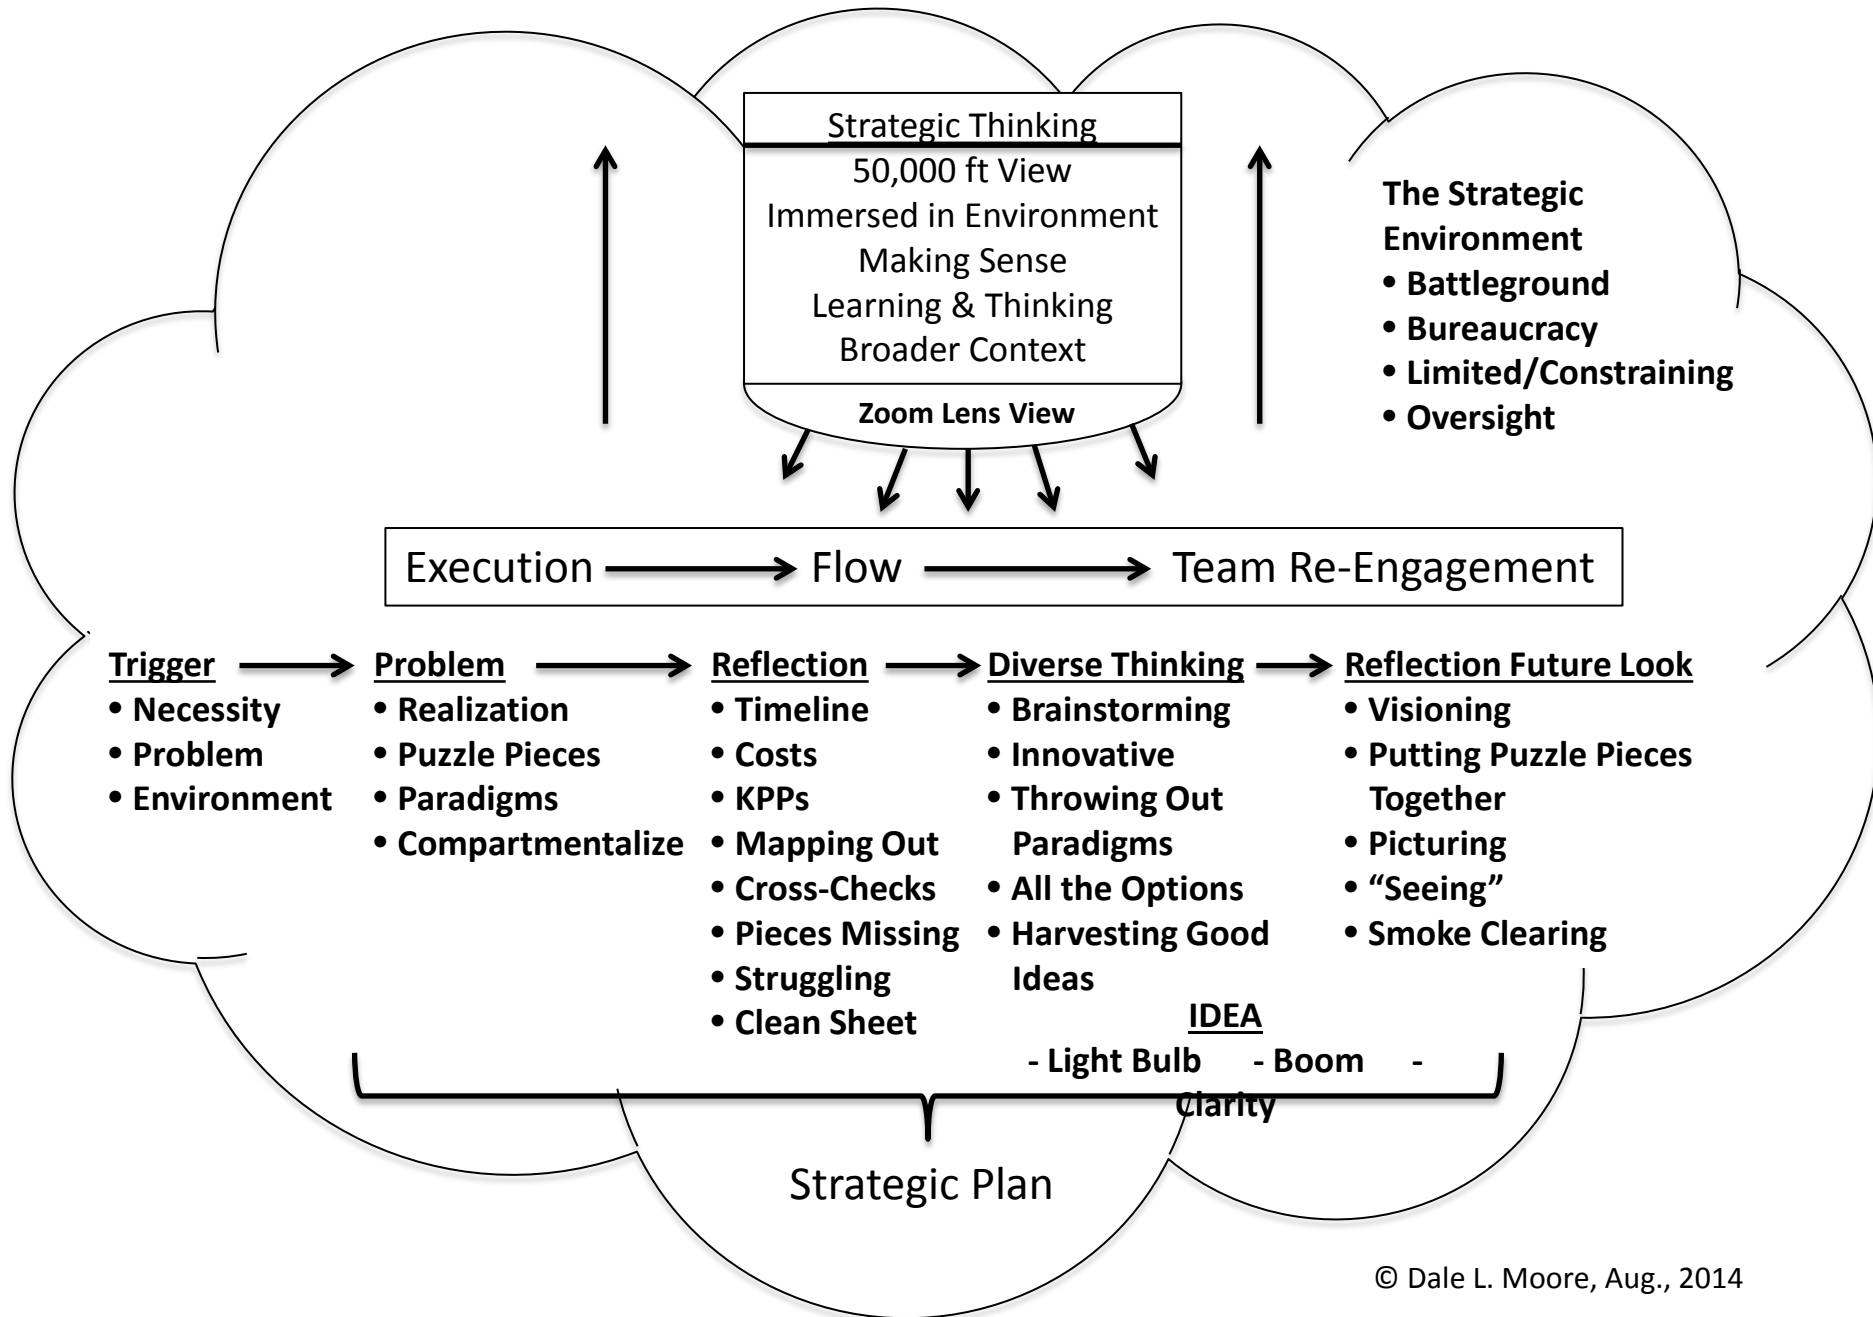 Strategic Thinking
50,000 ft View
Immersed in Environment
Making Sense
Learning & Thinking
Broader Context
Zoom Lens View
The Strategic
Environment
• Battleground
• Bureaucracy
• Limited/Constraining
• Oversight
Execution
Flow
Team Re-Engagement
Trigger
• Necessity
• Problem
• Environment
Problem
• Realization
• Puzzle Pieces
• Paradigms
• Compartmentalize
Reflection
• Timeline
• Costs
• KPPs
• Mapping Out
• Cross-Checks
• Pieces Missing
• Struggling
• Clean Sheet
Diverse Thinking
• Brainstorming
• Innovative
• Throwing Out
Paradigms
• All the Options
• Harvesting Good
Ideas
Reflection Future Look
• Visioning
• Putting Puzzle Pieces
Together
• Picturing
• “Seeing”
• Smoke Clearing
IDEA
- Light Bulb - Boom -
Clarity
Strategic Plan
© Dale L. Moore, Aug., 2014